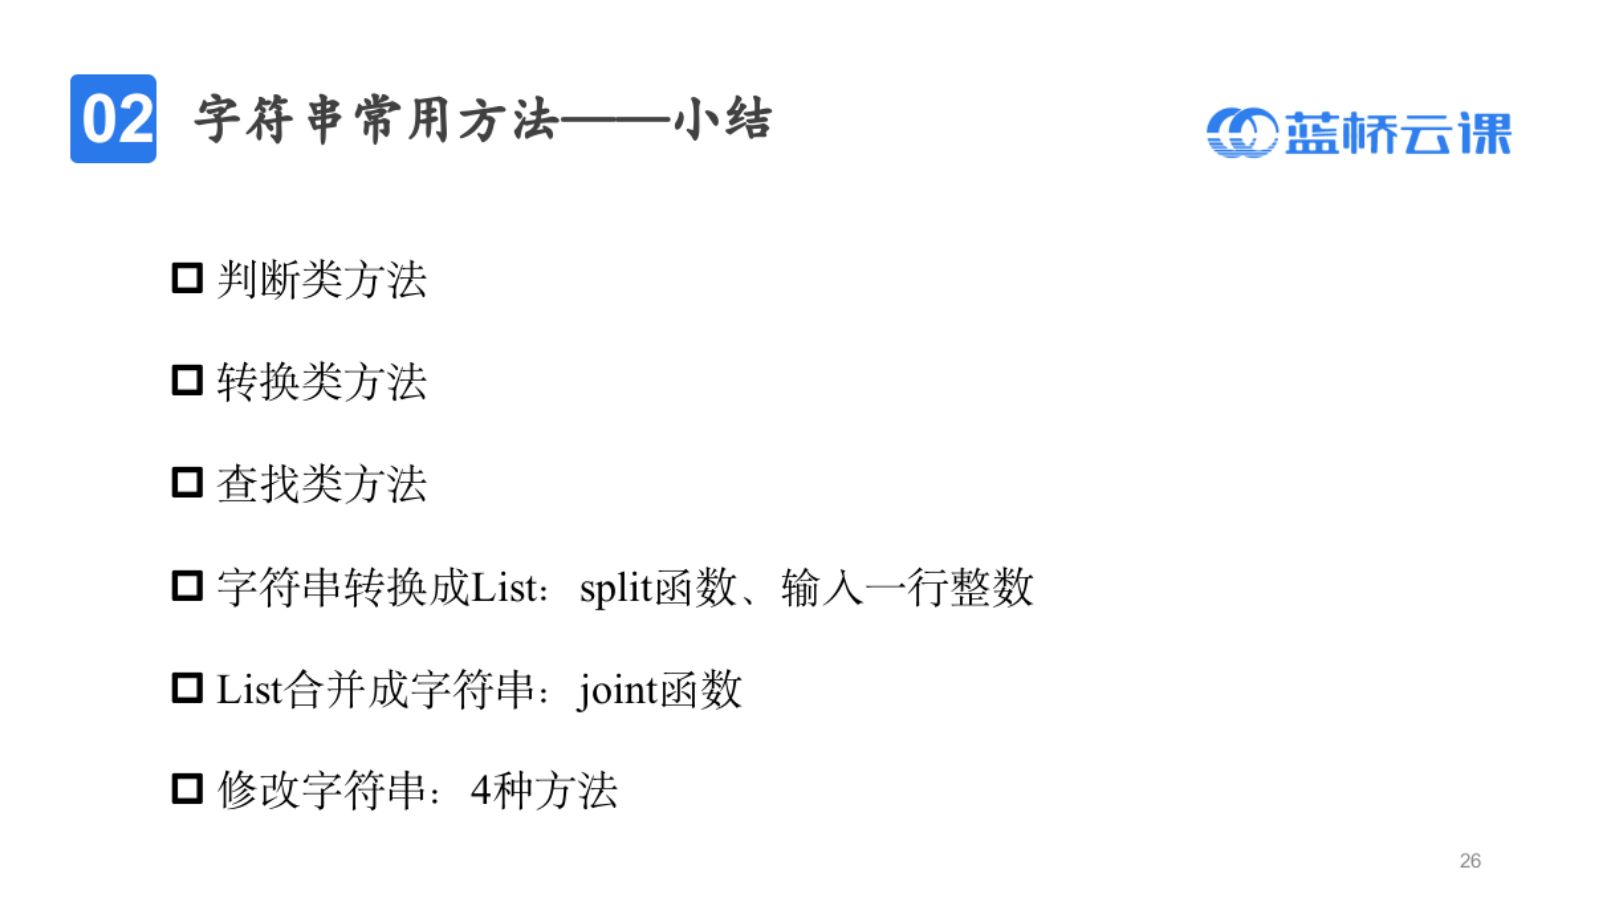 02 字符串常用方法——小结
蓝桥云课
判断类方法
转换类方法
查找类方法
字符串转换成List：split函数、输入一行整数
List合并成字符串：joint函数
修改字符串：4种方法
26